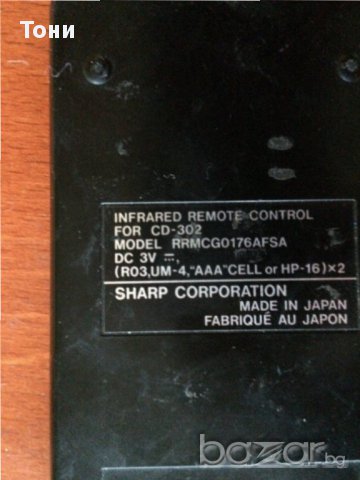 Тони
INFRARED REMOTE CONTROL
FOR CD-302
MODEL RRMCG0176AFSA
DC 3V ⎓,
(R03,UM-4,"AAA"CELL or HP-16)×2
SHARP CORPORATION
MADE IN JAPAN
FABRIQUÉ AU JAPON
bazar.bg